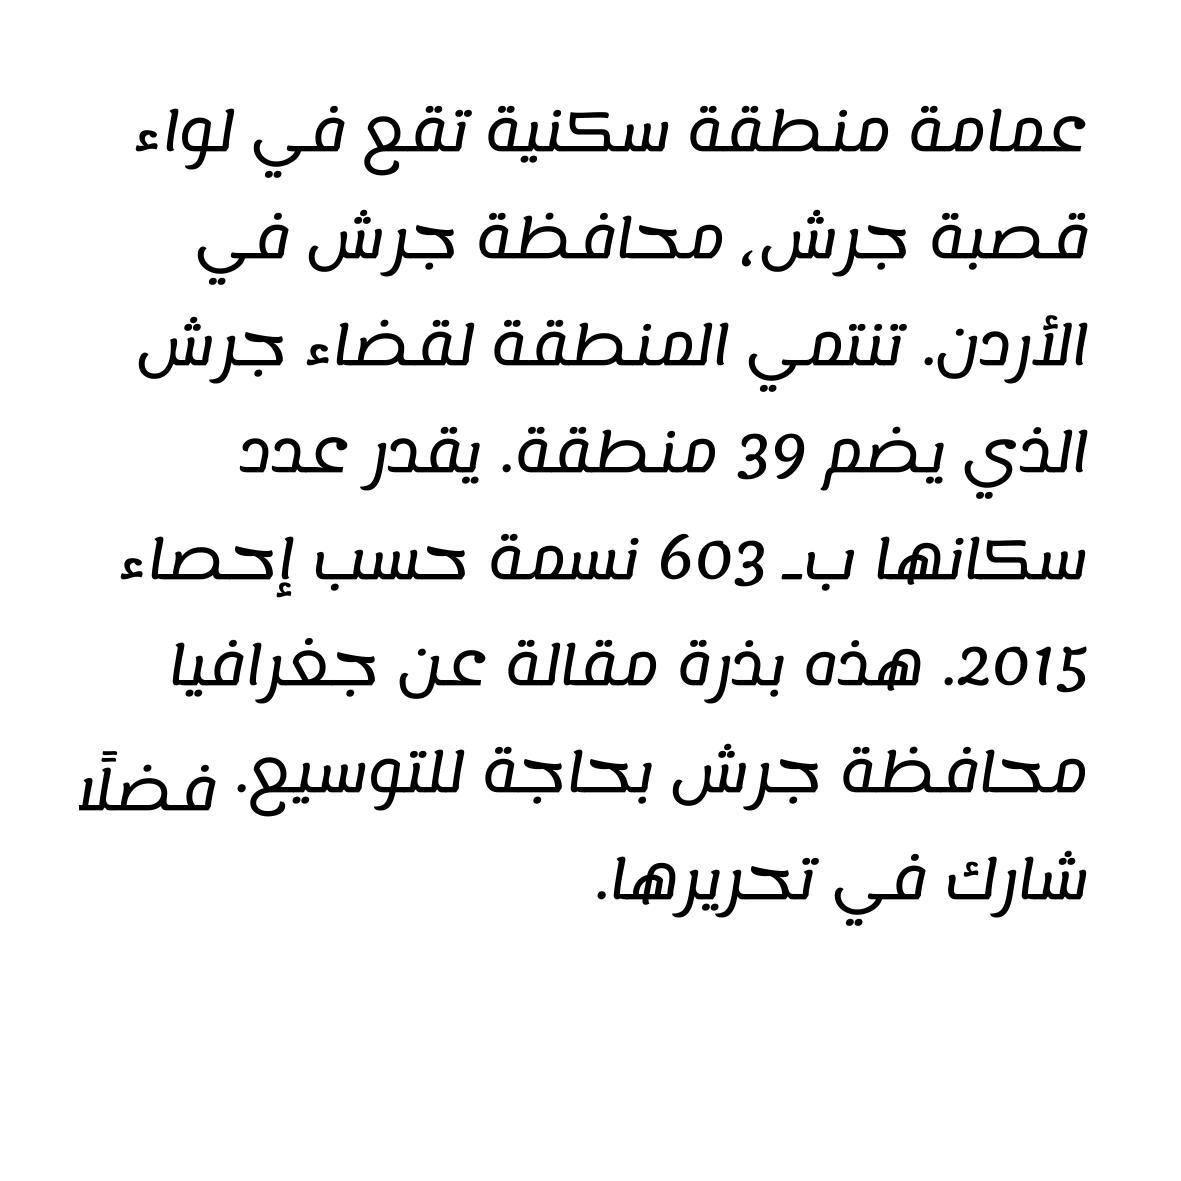 عمامة منطقة سكنية تقع في لواء
قصبة جرش، محافظة جرش في
الأردن. تنتمي المنطقة لقضاء جرش
الذي يضم 39 منطقة. يقدر عدد
سكانها بـ 603 نسمة حسب إحصاء
2015. هذه بذرة مقالة عن جغرافيا
محافظة جرش بحاجة للتوسيع. فضلًا
شارك في تحريرها.